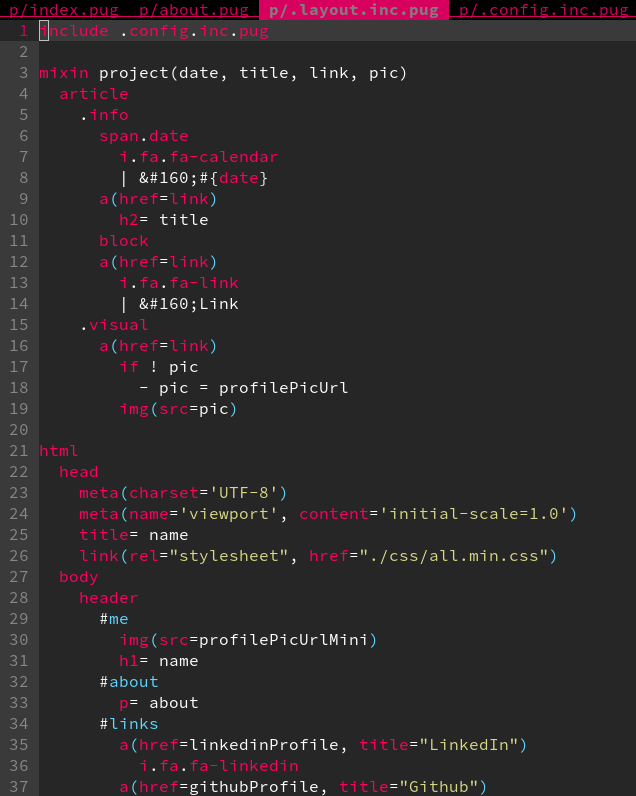 p/index.pug p/about.pug p/.layout.inc.pug p/.config.inc.pug
1 include .config.inc.pug
2
3 mixin project(date, title, link, pic)
4 article
5 .info
6 span.date
7 i.fa.fa-calendar
8 | &#160;#{date}
9 a(href=link)
10 h2= title
11 block
12 a(href=link)
13 i.fa.fa-link
14 | &#160;Link
15 .visual
16 a(href=link)
17 if ! pic
18 - pic = profilePicUrl
19 img(src=pic)
20
21 html
22 head
23 meta(charset='UTF-8')
24 meta(name='viewport', content='initial-scale=1.0')
25 title= name
26 link(rel="stylesheet", href="./css/all.min.css")
27 body
28 header
29 #me
30 img(src=profilePicUrlMini)
31 h1= name
32 #about
33 p= about
34 #links
35 a(href=linkedinProfile, title="LinkedIn")
36 i.fa.fa-linkedin
37 a(href=githubProfile, title="Github")